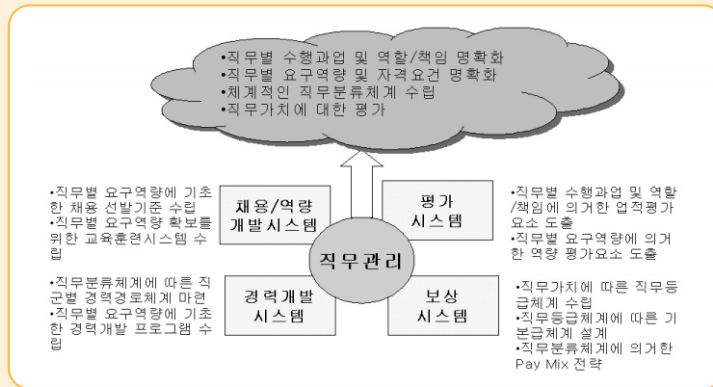 •직무별 수행과업 및 역할/책임 명확화
•직무별 요구역량 및 자격요건 명확화
•체계적인 직무분류체계 수립
•직무가치에 대한 평가
•직무별 요구역량에 기초
한 채용 선발기준 수립
•직무별 요구역량 확보를
위한 교육훈련시스템 수
립
채용/역량
개발시스템
평가
시스템
•직무별 수행과업 및 역할
/책임에 의거한 업적평가
요소 도출
•직무별 요구역량에 의거
한 역량 평가요소 도출
직무관리
•직무분류체계에 따른 직
군별 경력경로체계 마련
•직무별 요구역량에 기초
한 경력개발 프로그램 수
립
경력개발
시스템
보상
시스템
•직무가치에 따른 직무등
급체계 수립
•직무등급체계에 따른 기
본급체계 설계
•직무분류체계에 의거한
Pay Mix 전략